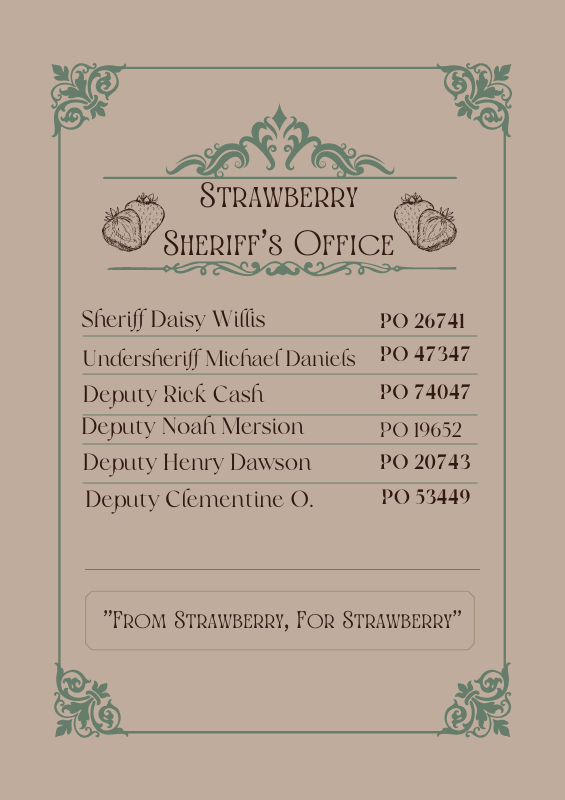 Strawberry
Sheriff's Office
Sheriff Daisy Willis PO 26741
Undersheriff Michael Daniels PO 47347
Deputy Rick Cash PO 74047
Deputy Noah Mersion PO 19652
Deputy Henry Dawson PO 20743
Deputy Clementine O. PO 53449
"From Strawberry, For Strawberry"